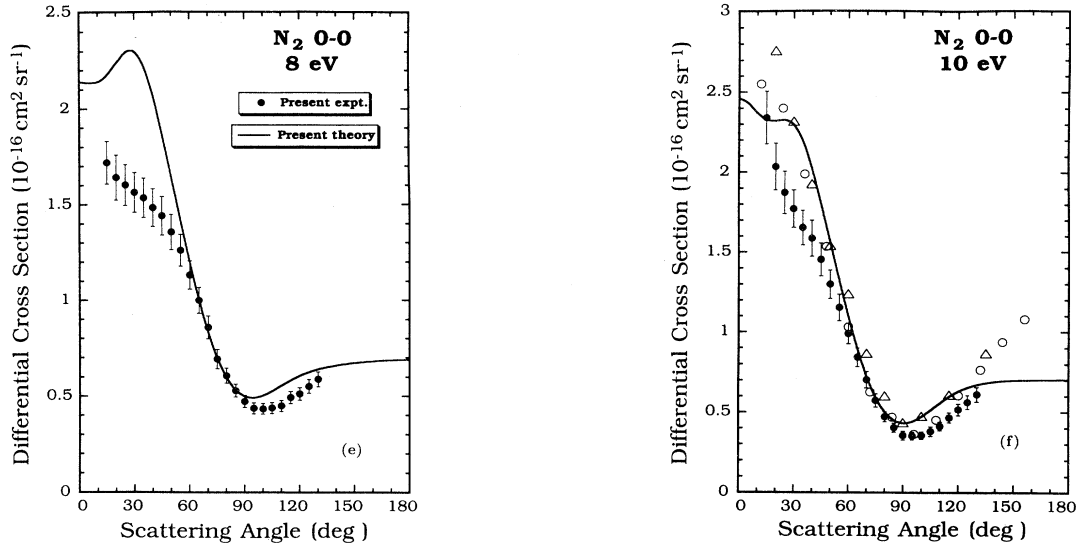 Differential Cross Section (10⁻¹⁶ cm² sr⁻¹)
2.5
2
1.5
1
0.5
0
N₂ 0-0
8 eV
Present expt.
Present theory
(e)
0 30 60 90 120 150 180
Scattering Angle (deg )
Differential Cross Section (10⁻¹⁶ cm² sr⁻¹)
3
2.5
2
1.5
1
0.5
0
N₂ 0-0
10 eV
(f)
0 30 60 90 120 150 180
Scattering Angle (deg )